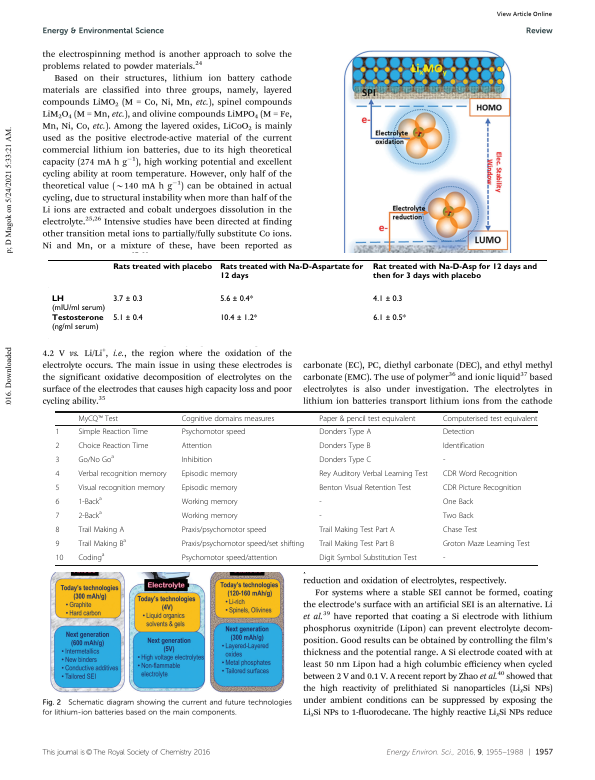 View Article Online
Energy & Environmental Science
Review
p; D Magak on 5/24/2021 5:33:21 AM.
016. Downloaded
the electrospinning method is another approach to solve the
problems related to powder materials.24
Based on their structures, lithium ion battery cathode
materials are classified into three groups, namely, layered
compounds LiMO2 (M = Co, Ni, Mn, etc.), spinel compounds
LiM2O4 (M = Mn, etc.), and olivine compounds LiMPO4 (M = Fe,
Mn, Ni, Co, etc.). Among the layered oxides, LiCoO2 is mainly
used as the positive electrode-active material of the current
commercial lithium ion batteries, due to its high theoretical
capacity (274 mA h g−1), high working potential and excellent
cycling ability at room temperature. However, only half of the
theoretical value (~140 mA h g−1) can be obtained in actual
cycling, due to structural instability when more than half of the
Li ions are extracted and cobalt undergoes dissolution in the
electrolyte.25,26 Intensive studies have been directed at finding
other transition metal ions to partially/fully substitute Co ions.
Ni and Mn, or a mixture of these, have been reported as
SPI
HOMO
e-
Electrolyte
oxidation
Elec. Stability
Window
Electrolyte
reduction
e-
LUMO
Rats treated with placebo
Rats treated with Na-D-Aspartate for
12 days
Rats treated with Na-D-Asp for 12 days and
then for 3 days with placebo
LH 3.7 ± 0.3 5.6 ± 0.4* 4.1 ± 0.3
(mIU/ml serum)
Testosterone 5.1 ± 0.4 10.4 ± 1.2* 6.1 ± 0.5*
(ng/ml serum)
4.2 V vs. Li/Li+, i.e., the region where the oxidation of the
electrolyte occurs. The main issue in using these electrodes is
the significant oxidative decomposition of electrolytes on the
surface of the electrodes that causes high capacity loss and poor
cycling ability.35
carbonate (EC), PC, diethyl carbonate (DEC), and ethyl methyl
carbonate (EMC). The use of polymer36 and ionic liquid37 based
electrolytes is also under investigation. The electrolytes in
lithium ion batteries transport lithium ions from the cathode
MyCQ™ Test Cognitive domains measures Paper & pencil test equivalent Computerised test equivalent
1 Simple Reaction Time Psychomotor speed Donders Type A Detection
2 Choice Reaction Time Attention Donders Type B Identification
3 Go/No Goa Inhibition Donders Type C -
4 Verbal recognition memory Episodic memory Rey Auditory Verbal Learning Test CDR Word Recognition
5 Visual recognition memory Episodic memory Benton Visual Retention Test CDR Picture Recognition
6 1-Backa Working memory - One Back
7 2-Backa Working memory - Two Back
8 Trail Making A Praxis/psychomotor speed Trail Making Test Part A Chase Test
9 Trail Making Ba Praxis/psychomotor speed/set shifting Trail Making Test Part B Groton Maze Learning Test
10 Codinga Psychomotor speed/attention Digit Symbol Substitution Test -
Today's technologies
(300 mAh/g)
• Graphite
• Hard carbon
Next generation
(600 mAh/g)
• Intermetallics
• New binders
• Conductive additives
• Tailored SEI
Electrolyte
Today's technologies
(4V)
• Liquid organics
solvents & gels
Next generation
(5V)
• High voltage electrolytes
• Non-flammable
electrolyte
Today's technologies
(120-160 mAh/g)
• Li-rich
• Spinels, Olivines
Next generation
(300 mAh/g)
• Layered-Layered
oxides
• Metal phosphates
• Tailored surfaces
Fig. 2 Schematic diagram showing the current and future technologies
for lithium–ion batteries based on the main components.
reduction and oxidation of electrolytes, respectively.
For systems where a stable SEI cannot be formed, coating
the electrode's surface with an artificial SEI is an alternative. Li
et al.39 have reported that coating a Si electrode with lithium
phosphorus oxynitride (Lipon) can prevent electrolyte decom-
position. Good results can be obtained by controlling the film's
thickness and the potential range. A Si electrode coated with at
least 50 nm Lipon had a high columbic efficiency when cycled
between 2 V and 0.1 V. A recent report by Zhao et al.40 showed that
the high reactivity of prelithiated Si nanoparticles (LixSi NPs)
under ambient conditions can be suppressed by exposing the
LixSi NPs to 1-fluorodecane. The highly reactive LixSi NPs reduce
This journal is © The Royal Society of Chemistry 2016
Energy Environ. Sci., 2016, 9, 1955–1988 | 1957